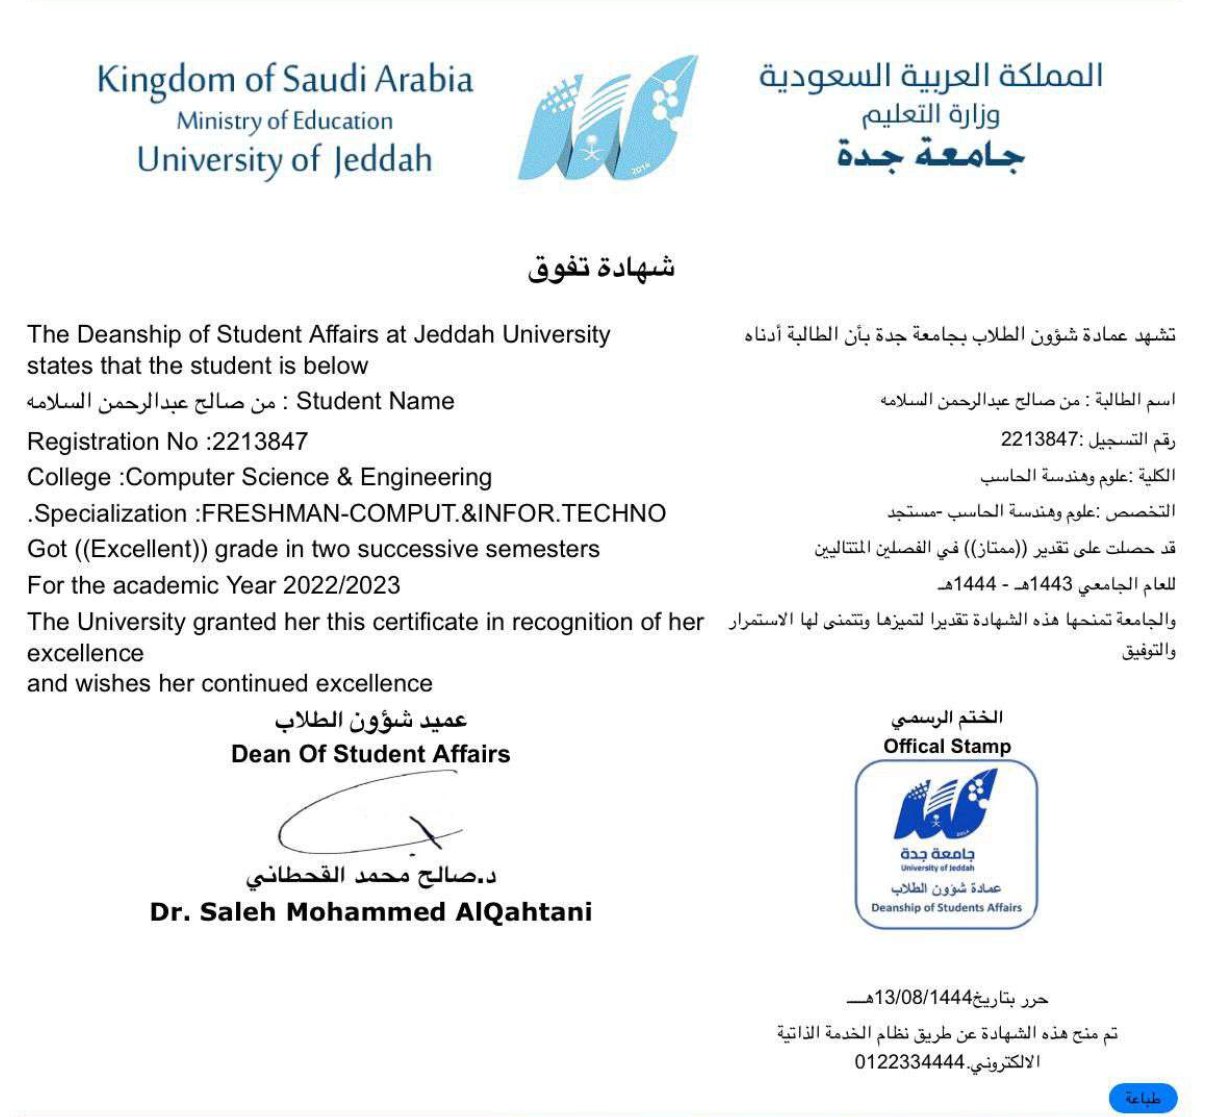 Kingdom of Saudi Arabia
Ministry of Education
University of Jeddah
2014
المملكة العربية السعودية
وزارة التعليم
جامعة جدة
شهادة تفوق
The Deanship of Student Affairs at Jeddah University
states that the student is below
من صالح عبدالرحمن السلامه : Student Name
Registration No :2213847
College :Computer Science & Engineering
.Specialization :FRESHMAN-COMPUT.&INFOR.TECHNO
Got ((Excellent)) grade in two successive semesters
For the academic Year 2022/2023
The University granted her this certificate in recognition of her
excellence
and wishes her continued excellence
تشهد عمادة شؤون الطلاب بجامعة جدة بأن الطالبة أدناه
اسم الطالبة : من صالح عبدالرحمن السلامه
رقم التسجيل :2213847
الكلية :علوم وهندسة الحاسب
التخصص :علوم وهندسة الحاسب -مستجد
قد حصلت على تقدير ((ممتاز)) في الفصلين المتتاليين
للعام الجامعي 1443هـ - 1444هـ
والجامعة تمنحها هذه الشهادة تقديرا لتميزها وتتمنى لها الاستمرار
والتوفيق
عميد شؤون الطلاب
Dean Of Student Affairs
د.صالح محمد القحطاني
Dr. Saleh Mohammed AlQahtani
الختم الرسمي
Offical Stamp
2014
جامعة جدة
University of Jeddah
عمادة شؤون الطلاب
Deanship of Students Affairs
حرر بتاريخ13/08/1444هـــ
تم منح هذه الشهادة عن طريق نظام الخدمة الذاتية
الالكتروني.0122334444
طباعة